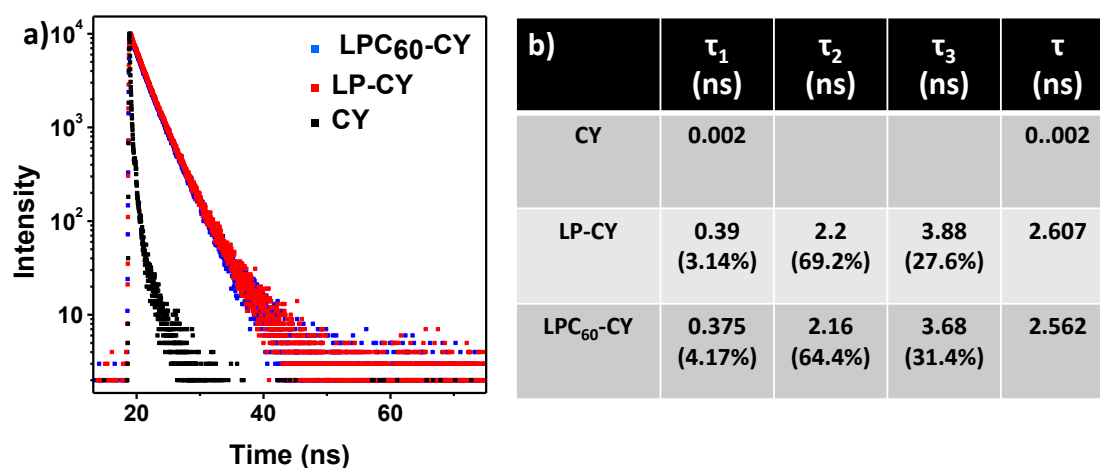 a)
LPC₆₀-CY
LP-CY
CY
10⁴
10³
10²
10
Intensity
20 40 60
Time (ns)
b) τ₁ (ns) τ₂ (ns) τ₃ (ns) τ (ns)
CY 0.002 0..002
LP-CY 0.39 (3.14%) 2.2 (69.2%) 3.88 (27.6%) 2.607
LPC₆₀-CY 0.375 (4.17%) 2.16 (64.4%) 3.68 (31.4%) 2.562